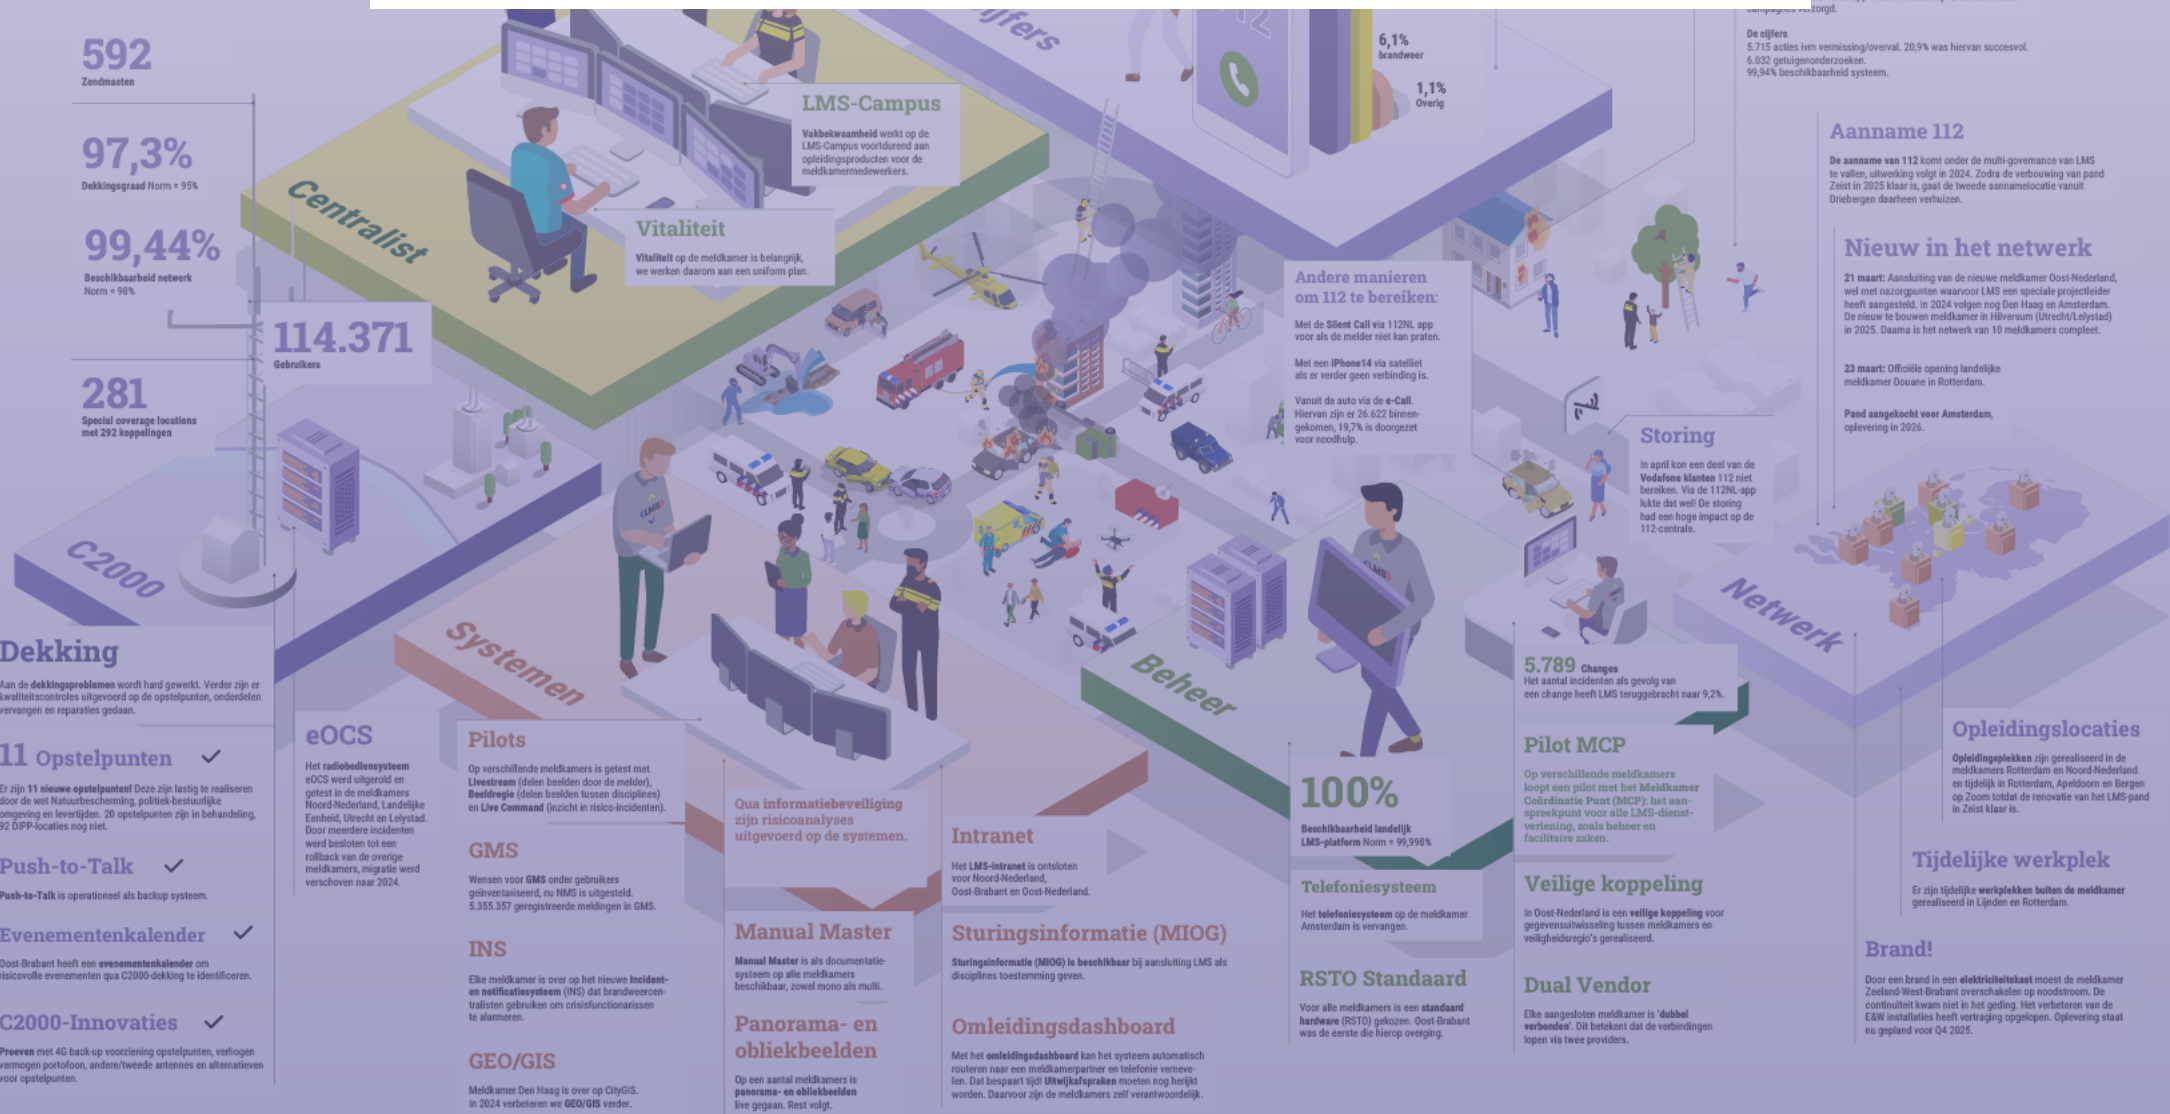 592
Zendmasten
97,3%
Dekkingsgraad Norm = 95%
99,44%
Beschikbaarheid netwerk
Norm = 98%
114.371
Gebruikers
281
Special coverage locations
met 292 koppelingen
C2000
Centralist
LMS-Campus
Vakbekwaamheid werkt op de
LMS-Campus voortdurend aan
opleidingsproducten voor de
meldkamermedewerkers.
Vitaliteit
Vitaliteit op de meldkamer is belangrijk,
we werken daarom aan een uniform plan.
112
6,1%
brandweer
1,1%
Overig
De cijfers
5.715 acties ivm vermissing/overval. 20,9% was hiervan succesvol.
6.032 getuigenonderzoeken.
99,94% beschikbaarheid systeem.
Aanname 112
De aanname van 112 komt onder de multi-governance van LMS
te vallen, uitwerking volgt in 2024. Zodra de verbouwing van pand
Zeist in 2025 klaar is, gaat de tweede aannamelocatie vanuit
Driebergen daarheen verhuizen.
Nieuw in het netwerk
21 maart: Aansluiting van de nieuwe meldkamer Oost-Nederland,
wel met nazorgpunten waarvoor LMS een speciale projectleider
heeft aangesteld. In 2024 volgen nog Den Haag en Amsterdam.
De nieuw te bouwen meldkamer in Hilversum (Utrecht/Lelystad)
in 2025. Daarna is het netwerk van 10 meldkamers compleet.
23 maart: Officiële opening landelijke
meldkamer Douane in Rotterdam.
Pand aangekocht voor Amsterdam,
oplevering in 2026.
Andere manieren
om 112 te bereiken:
Met de Silent Call via 112NL app
voor als de melder niet kan praten.
Met een iPhone14 via satelliet
als er verder geen verbinding is.
Vanuit de auto via de e-Call.
Hiervan zijn er 26.622 binnen-
gekomen, 19,7% is doorgezet
voor noodhulp.
Storing
In april kon een deel van de
Vodafone klanten 112 niet
bereiken. Via de 112NL-app
lukte dat wel! De storing
had een hoge impact op de
112-centrale.
LMS
LMS
Systemen
Beheer
Netwerk
Dekking
Aan de dekkingsproblemen wordt hard gewerkt. Verder zijn er
kwaliteitscontroles uitgevoerd op de opstelpunten, onderdelen
vervangen en reparaties gedaan.
11 Opstelpunten
Er zijn 11 nieuwe opstelpunten! Deze zijn lastig te realiseren
door de wet Natuurbescherming, politiek-bestuurlijke
omgeving en levertijden. 20 opstelpunten zijn in behandeling,
92 DIPP-locaties nog niet.
Push-to-Talk
Push-to-Talk is operationeel als backup systeem.
Evenementenkalender
Oost-Brabant heeft een evenementenkalender om
risicovolle evenementen qua C2000-dekking te identificeren.
C2000-Innovaties
Proeven met 4G back-up voorziening opstelpunten, verhogen
vermogen portofoon, andere/tweede antennes en alternatieven
voor opstelpunten.
eOCS
Het radiobediensysteem
eOCS werd uitgerold en
getest in de meldkamers
Noord-Nederland, Landelijke
Eenheid, Utrecht en Lelystad.
Door meerdere incidenten
werd besloten tot een
rollback van de overige
meldkamers, migratie werd
verschoven naar 2024.
Pilots
Op verschillende meldkamers is getest met
Livestream (delen beelden door de melder),
Beeldregie (delen beelden tussen disciplines)
en Live Command (inzicht in risico-incidenten).
GMS
Wensen voor GMS onder gebruikers
geïnventariseerd, nu NMS is uitgesteld.
5.355.357 geregistreerde meldingen in GMS.
INS
Elke meldkamer is over op het nieuwe Incident-
en notificatiesysteem (INS) dat brandweercen-
tralisten gebruiken om crisisfunctionarissen
te alarmeren.
GEO/GIS
Meldkamer Den Haag is over op CityGIS.
In 2024 verbeteren we GEO/GIS verder.
Qua informatiebeveiliging
zijn risicoanalyses
uitgevoerd op de systemen.
Manual Master
Manual Master is als documentatie-
systeem op alle meldkamers
beschikbaar, zowel mono als multi.
Panorama- en
obliekbeelden
Op een aantal meldkamers is
panorama- en obliekbeelden
live gegaan. Rest volgt.
Intranet
Het LMS-intranet is ontsloten
voor Noord-Nederland,
Oost-Brabant en Oost-Nederland.
Sturingsinformatie (MIOG)
Sturingsinformatie (MIOG) is beschikbaar bij aansluiting LMS als
disciplines toestemming geven.
Omleidingsdashboard
Met het omleidingsdashboard kan het systeem automatisch
routeren naar een meldkamerpartner en telefonie verneve-
len. Dat bespaart tijd! Uitwijkafspraken moeten nog herijkt
worden. Daarvoor zijn de meldkamers zelf verantwoordelijk.
100%
Beschikbaarheid landelijk
LMS-platform Norm = 99,998%
Telefoniesysteem
Het telefoniesysteem op de meldkamer
Amsterdam is vervangen.
RSTO Standaard
Voor alle meldkamers is een standaard
hardware (RSTO) gekozen. Oost-Brabant
was de eerste die hierop overging.
5.789 Changes
Het aantal incidenten als gevolg van
een change heeft LMS teruggebracht naar 9,2%.
Pilot MCP
Op verschillende meldkamers
loopt een pilot met het Meldkamer
Coördinatie Punt (MCP): het aan-
spreekpunt voor alle LMS-dienst-
verlening, zoals beheer en
facilitaire zaken.
Veilige koppeling
In Oost-Nederland is een veilige koppeling voor
gegevensuitwisseling tussen meldkamers en
veiligheidsregio's gerealiseerd.
Dual Vendor
Elke aangesloten meldkamer is 'dubbel
verbonden'. Dit betekent dat de verbindingen
lopen via twee providers.
Opleidingslocaties
Opleidingsplekken zijn gerealiseerd in de
meldkamers Rotterdam en Noord-Nederland
en tijdelijk in Rotterdam, Apeldoorn en Bergen
op Zoom totdat de renovatie van het LMS-pand
in Zeist klaar is.
Tijdelijke werkplek
Er zijn tijdelijke werkplekken buiten de meldkamer
gerealiseerd in Lijnden en Rotterdam.
Brand!
Door een brand in een elektriciteitskast moest de meldkamer
Zeeland-West-Brabant overschakelen op noodstroom. De
continuïteit kwam niet in het geding. Het verbeteren van de
E&W installaties heeft vertraging opgelopen. Oplevering staat
nu gepland voor Q4 2025.